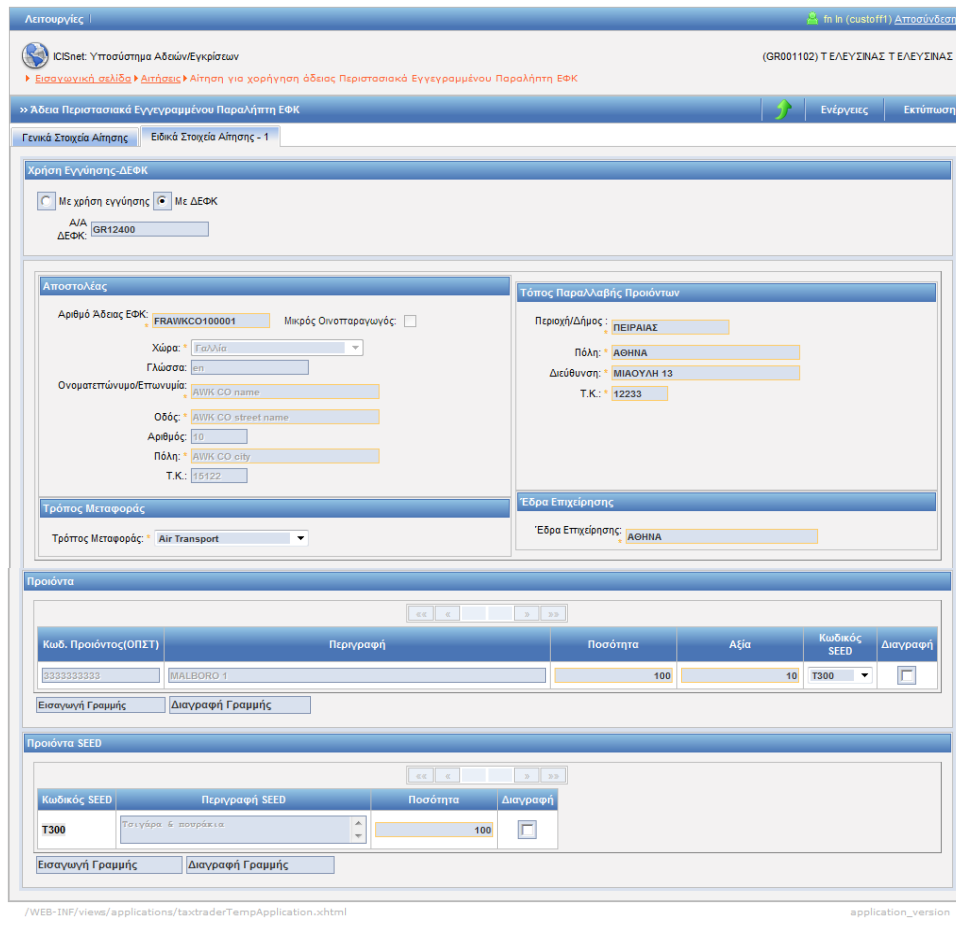 Λειτουργίες
fn ln (custoff1) Αποσύνδεση
ICISnet: Υποσύστημα Αδειών/Εγκρίσεων
(GR001102) Τ ΕΛΕΥΣΙΝΑΣ Τ ΕΛΕΥΣΙΝΑΣ
Εισαγωγική σελίδα Αιτήσεις Αίτηση για χορήγηση άδειας Περιστασιακά Εγγεγραμμένου Παραλήπτη ΕΦΚ
»Άδεια Περιστασιακά Εγγεγραμμένου Παραλήπτη ΕΦΚ
Ενέργειες
Εκτύπωση
Γενικά Στοιχεία Αίτησης
Ειδικά Στοιχεία Αίτησης - 1
Χρήση Εγγύησης-ΔΕΦΚ
Με χρήση εγγύησης Με ΔΕΦΚ
Α/Α ΔΕΦΚ: GR12400
Αποστολέας
Αριθμό Άδειας ΕΦΚ: * FRAWKCO100001 Μικρός Οινοπαραγωγός:
Χώρα: * Γαλλία
Γλώσσα: en
Ονοματεπώνυμο/Επωνυμία: * AWK CO name
Οδός: * AWK CO street name
Αριθμός: 10
Πόλη: * AWK CO city
Τ.Κ.: 15122
Τόπος Παραλλαβής Προιόντων
Περιοχή/Δήμος : * ΠΕΙΡΑΙΑΣ
Πόλη: * ΑΘΗΝΑ
Διεύθυνση: * ΜΙΑΟΥΛΗ 13
Τ.Κ.: * 12233
Τρόπος Μεταφοράς
Τρόπος Μεταφοράς: * Air Transport
Έδρα Επιχείρησης
Έδρα Επιχείρησης: * ΑΘΗΝΑ
Προιόντα
«« « » »»
Κωδ. Προιόντος(ΟΠΣΤ) Περιγραφή Ποσότητα Αξία Κωδικός SEED Διαγραφή
3333333333 MALBORO 1 100 10 T300
Εισαγωγή Γραμμής Διαγραφή Γραμμής
Προιόντα SEED
«« « » »»
Κωδικός SEED Περιγραφή SEED Ποσότητα Διαγραφή
T300 Τσιγάρα & πουράκια 100
Εισαγωγή Γραμμής Διαγραφή Γραμμής
/WEB-INF/views/applications/taxtraderTempApplication.xhtml
application_version